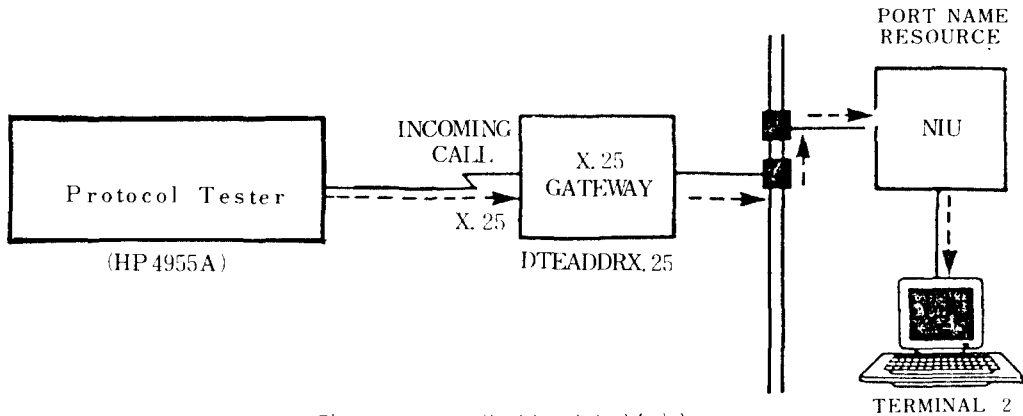 PORT NAME
RESOURCE
NIU
INCOMING
CALL
X.25
GATEWAY
Protocol Tester
X.25
(HP 4955A)
DTEADDRX.25
TERMINAL 2